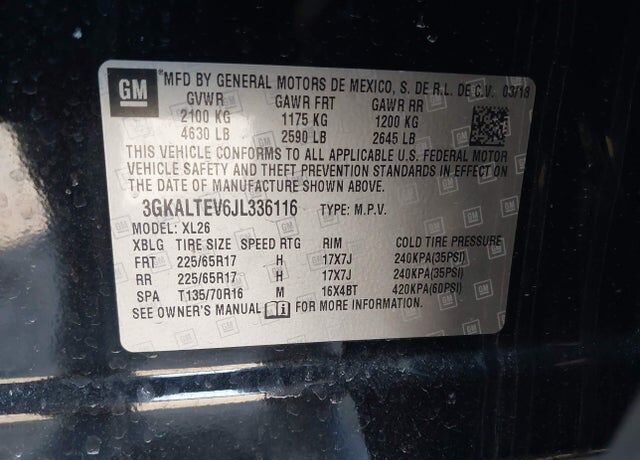 GM *MFD BY GENERAL MOTORS DE MEXICO, S. DE R.L. DE C.V. 03/18
GVWR GAWR FRT GAWR RR
2100 KG 1175 KG 1200 KG
4630 LB 2590 LB 2645 LB
THIS VEHICLE CONFORMS TO ALL APPLICABLE U.S. FEDERAL MOTOR
VEHICLE SAFETY AND THEFT PREVENTION STANDARDS IN EFFECT ON
THE DATE OF MANUFACTURE SHOWN ABOVE.
3GKALTEV6JL336116 TYPE: M.P.V.
MODEL: XL26
XBLG TIRE SIZE SPEED RTG RIM COLD TIRE PRESSURE
FRT 225/65R17 H 17X7J 240KPA(35PSI)
RR 225/65R17 H 17X7J 240KPA(35PSI)
SPA T135/70R16 M 16X4BT 420KPA(60PSI)
SEE OWNER'S MANUAL FOR MORE INFORMATION.